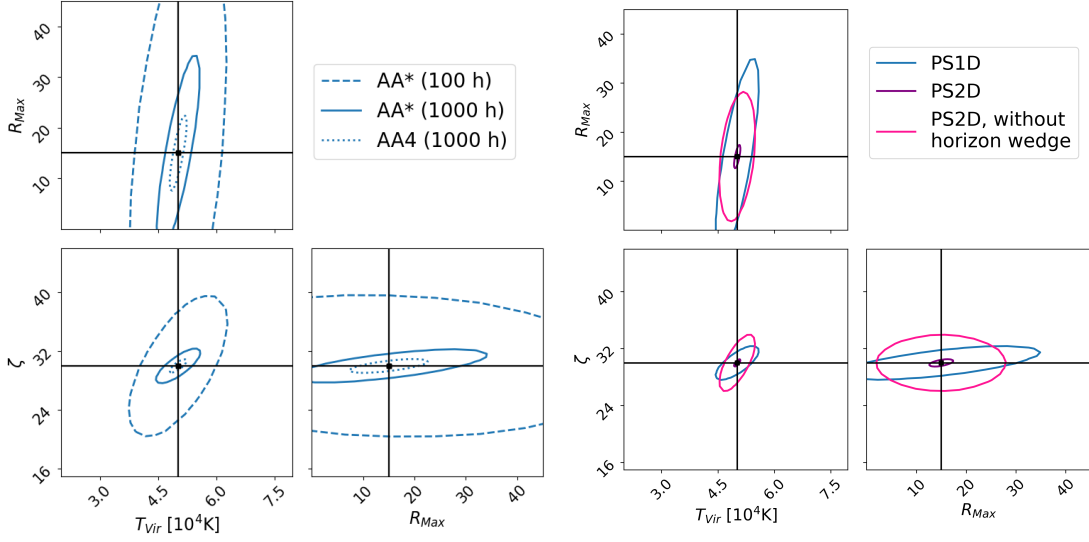 40
30
20
10
R_Max
AA* (100 h)
AA* (1000 h)
AA4 (1000 h)
40
32
24
16
ζ
3.0 4.5 6.0 7.5
T_Vir [10^4K]
10 20 30 40
R_Max
40
30
20
10
R_Max
PS1D
PS2D
PS2D, without
horizon wedge
40
32
24
16
ζ
3.0 4.5 6.0 7.5
T_Vir [10^4K]
10 20 30 40
R_Max